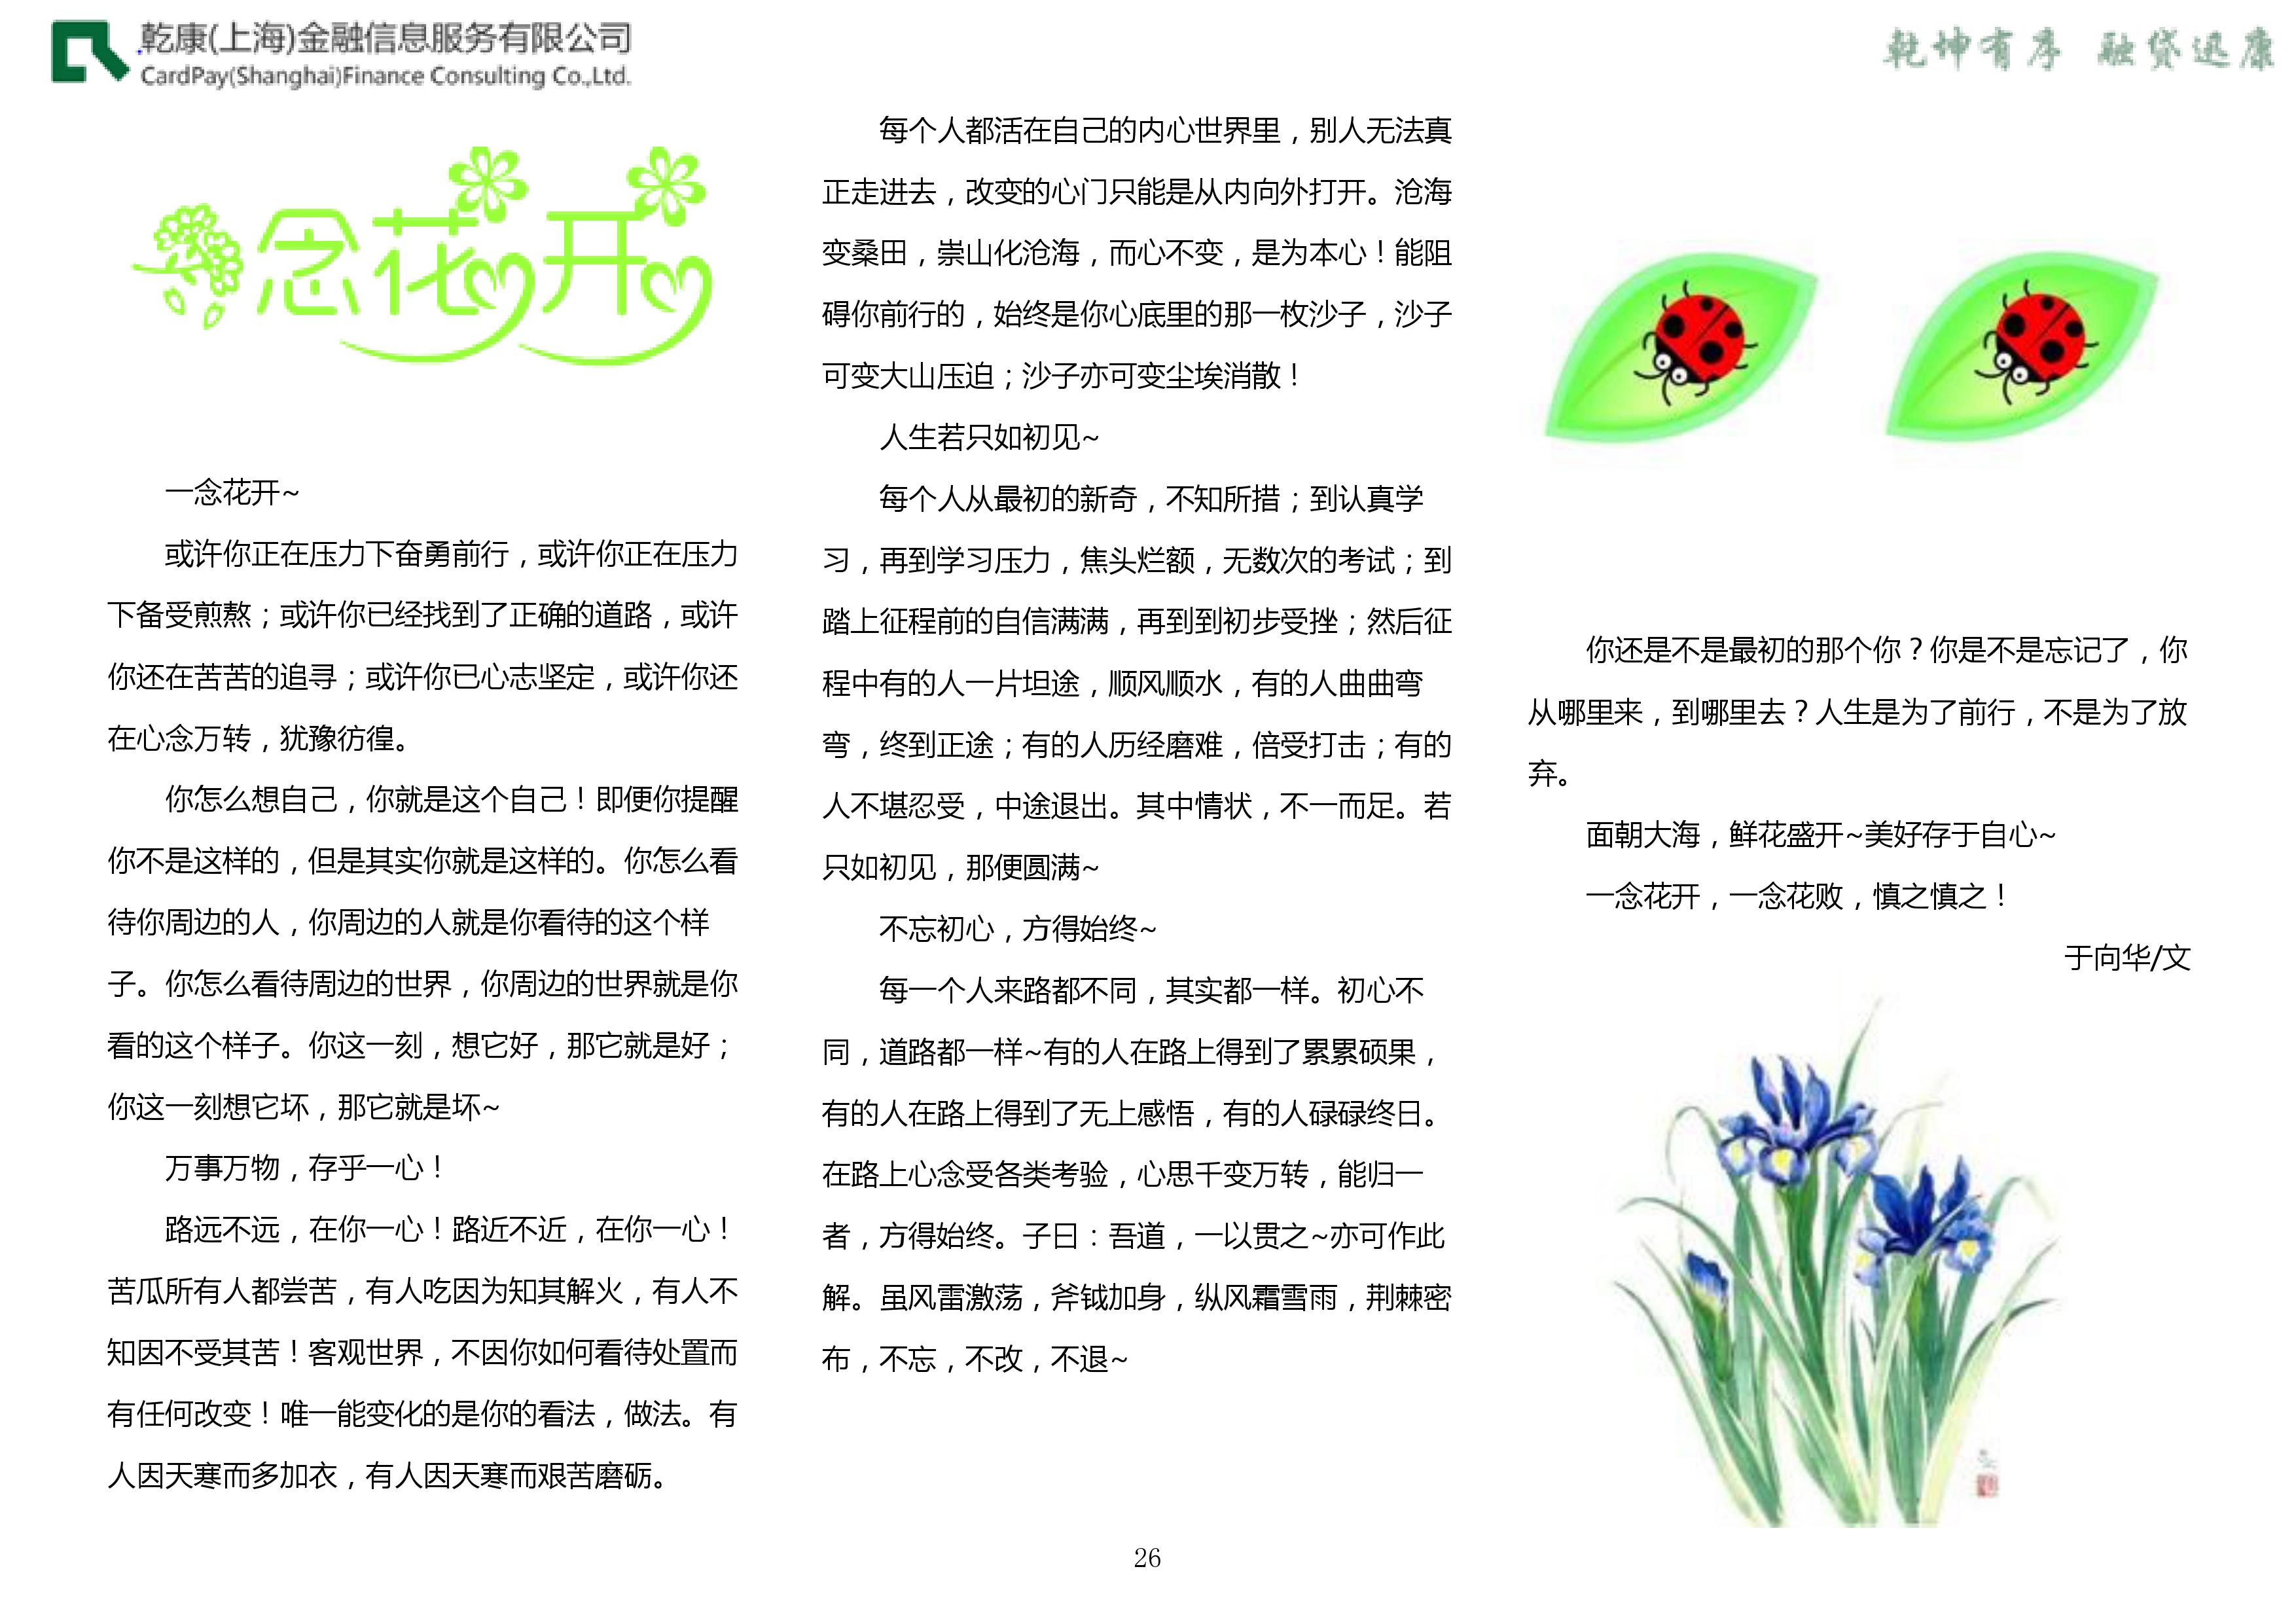 乾康(上海)金融信息服务有限公司
CardPay(Shanghai)Finance Consulting Co.,Ltd.
乾坤有序 融贷迅康
念花开
一念花开~
或许你正在压力下奋勇前行，或许你正在压力
下备受煎熬；或许你已经找到了正确的道路，或许
你还在苦苦的追寻；或许你已心志坚定，或许你还
在心念万转，犹豫彷徨。
你怎么想自己，你就是这个自己！即便你提醒
你不是这样的，但是其实你就是这样的。你怎么看
待你周边的人，你周边的人就是你看待的这个样
子。你怎么看待周边的世界，你周边的世界就是你
看的这个样子。你这一刻，想它好，那它就是好；
你这一刻想它坏，那它就是坏~
万事万物，存乎一心！
路远不远，在你一心！路近不近，在你一心！
苦瓜所有人都尝苦，有人吃因为知其解火，有人不
知因不受其苦！客观世界，不因你如何看待处置而
有任何改变！唯一能变化的是你的看法，做法。有
人因天寒而多加衣，有人因天寒而艰苦磨砺。
每个人都活在自己的内心世界里，别人无法真
正走进去，改变的心门只能是从内向外打开。沧海
变桑田，崇山化沧海，而心不变，是为本心！能阻
碍你前行的，始终是你心底里的那一枚沙子，沙子
可变大山压迫；沙子亦可变尘埃消散！
人生若只如初见~
每个人从最初的新奇，不知所措；到认真学
习，再到学习压力，焦头烂额，无数次的考试；到
踏上征程前的自信满满，再到到初步受挫；然后征
程中有的人一片坦途，顺风顺水，有的人曲曲弯
弯，终到正途；有的人历经磨难，倍受打击；有的
人不堪忍受，中途退出。其中情状，不一而足。若
只如初见，那便圆满~
不忘初心，方得始终~
每一个人来路都不同，其实都一样。初心不
同，道路都一样~有的人在路上得到了累累硕果，
有的人在路上得到了无上感悟，有的人碌碌终日。
在路上心念受各类考验，心思千变万转，能归一
者，方得始终。子曰：吾道，一以贯之~亦可作此
解。虽风雷激荡，斧钺加身，纵风霜雪雨，荆棘密
布，不忘，不改，不退~
你还是不是最初的那个你？你是不是忘记了，你
从哪里来，到哪里去？人生是为了前行，不是为了放
弃。
面朝大海，鲜花盛开~美好存于自心~
一念花开，一念花败，慎之慎之！
于向华/文
26